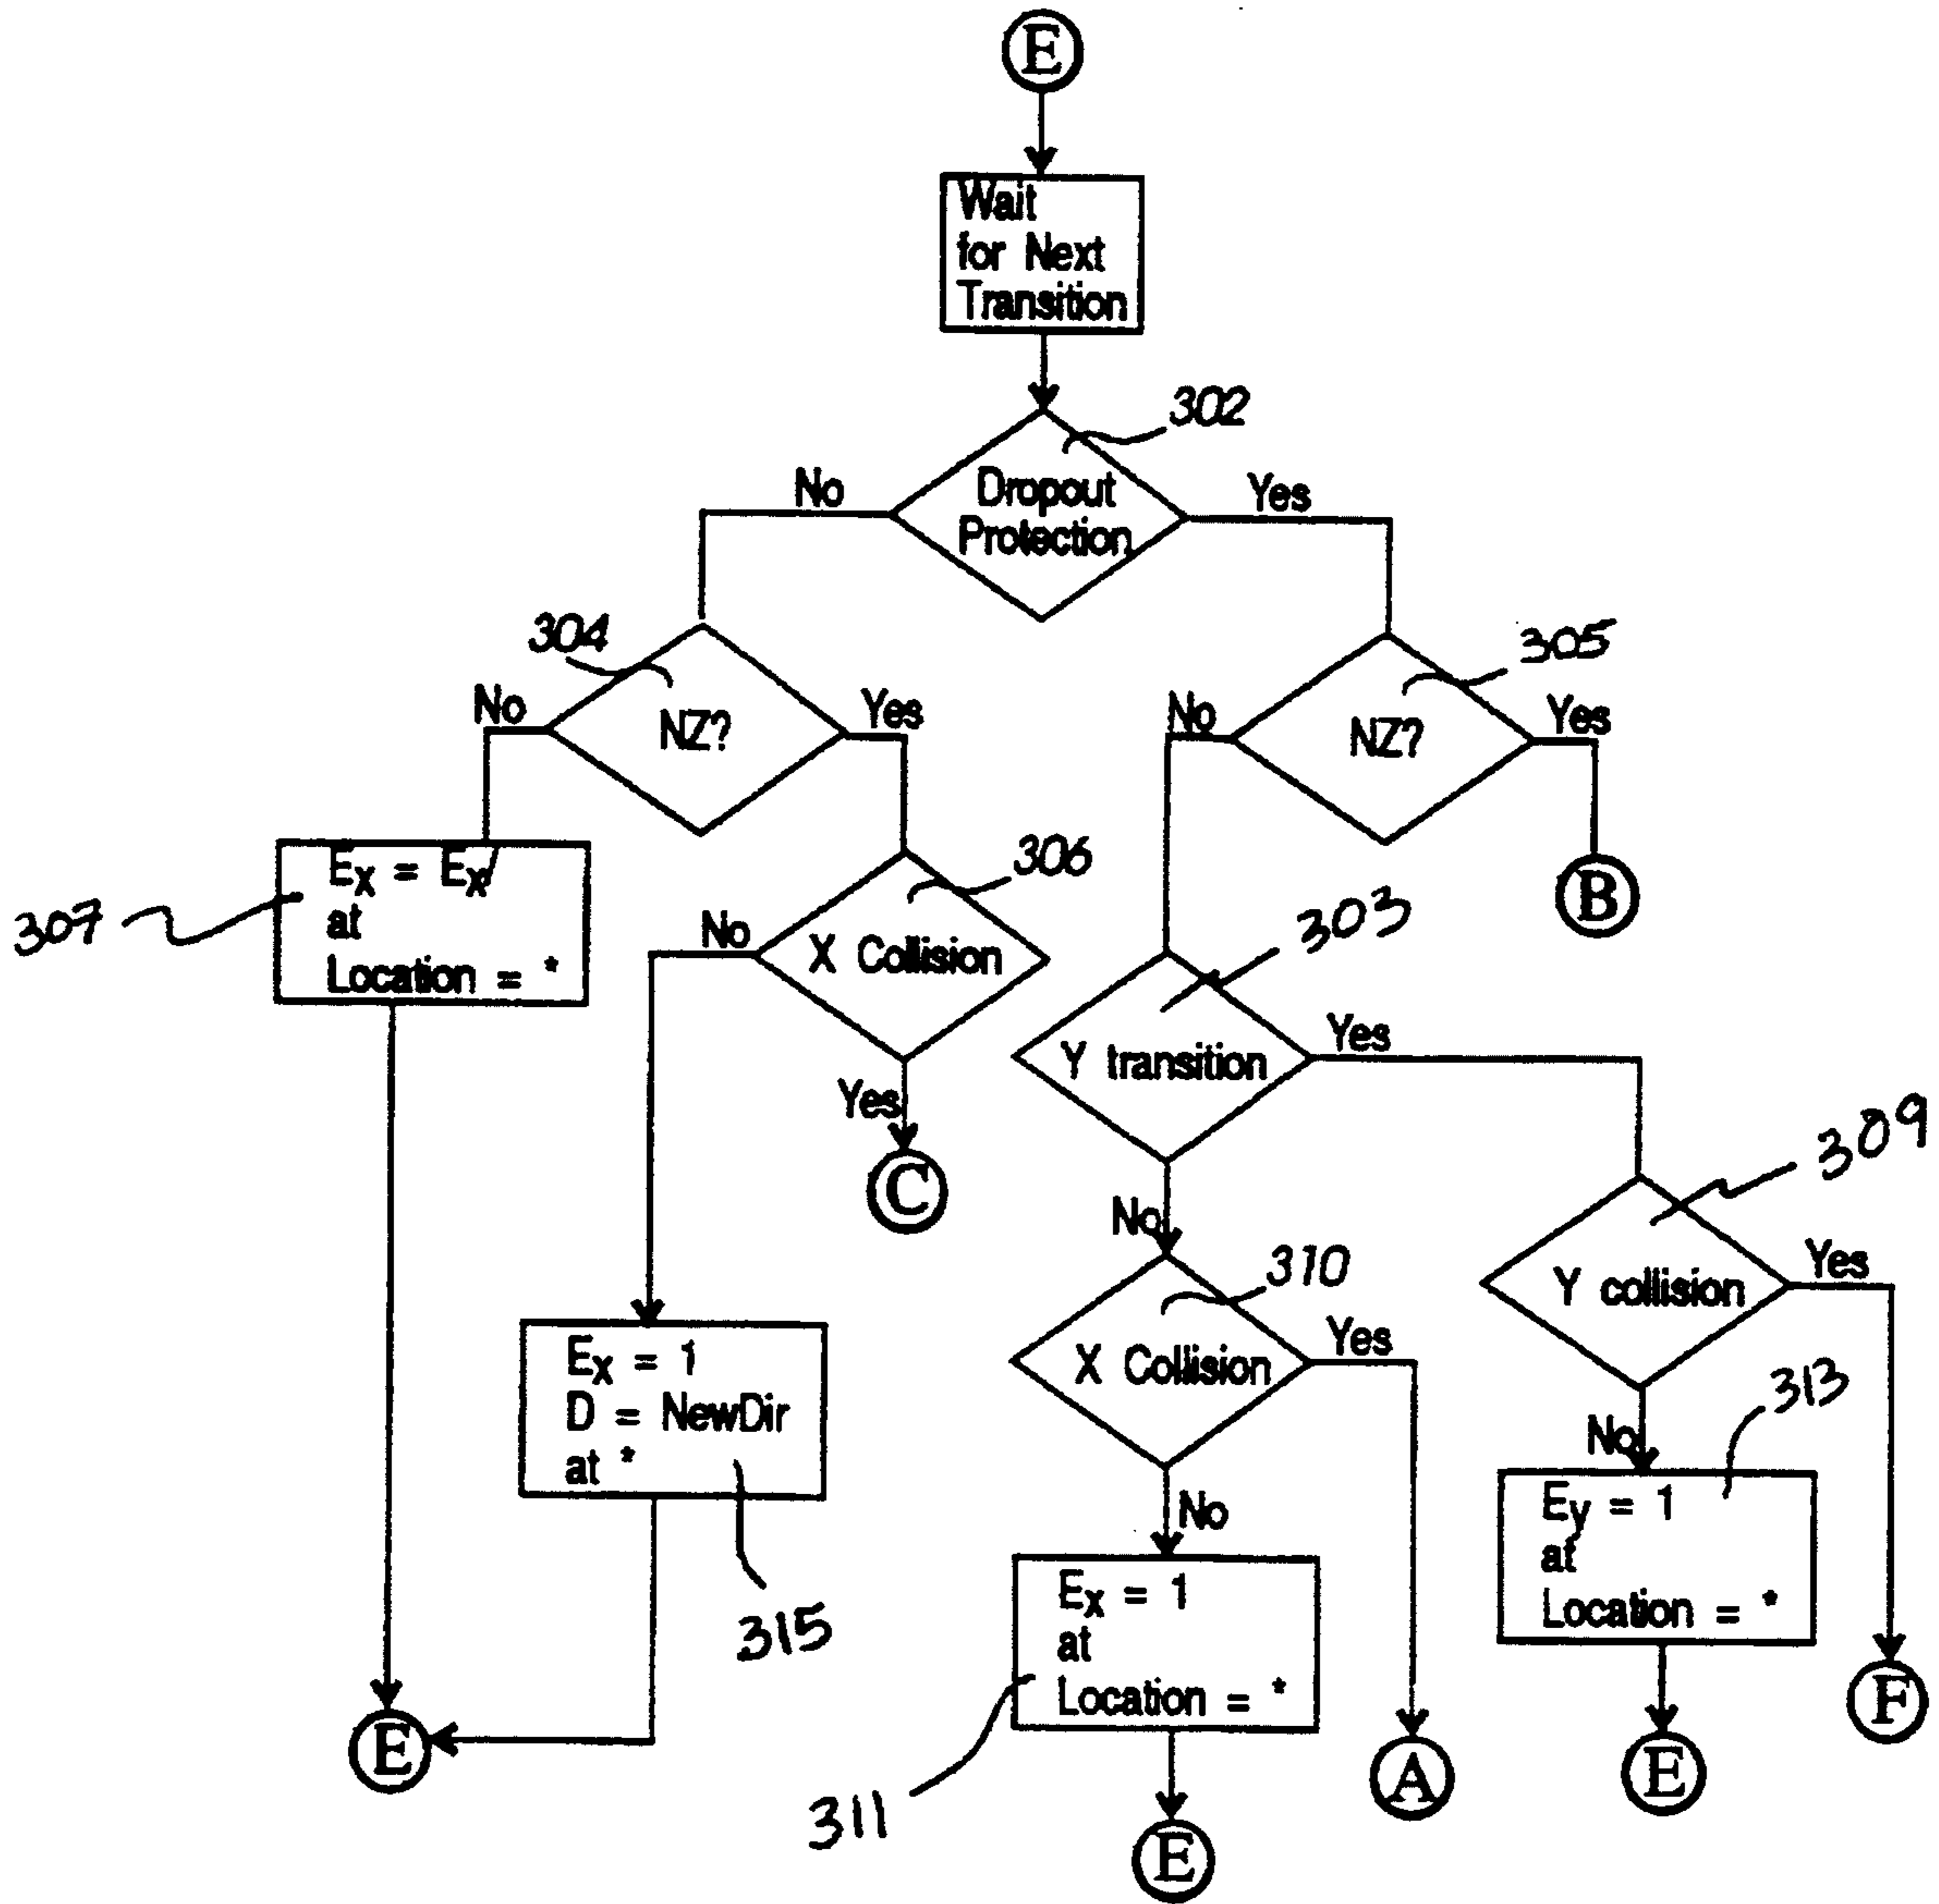 E
Wait
for Next
Transition
302
No
Dropout
Protection
Yes
304
305
No
NZ?
Yes
No
NZ?
Yes
Ex = Ex
at
Location = *
307
306
No
X Collision
Yes
C
B
303
Y transition
Yes
No
309
Y collision
Yes
310
X Collision
Yes
No
313
No
Ex = 1
D = NewDir
at *
315
Ex = 1
at
Location = *
311
Ey = 1
at
Location = *
E
E
A
E
F